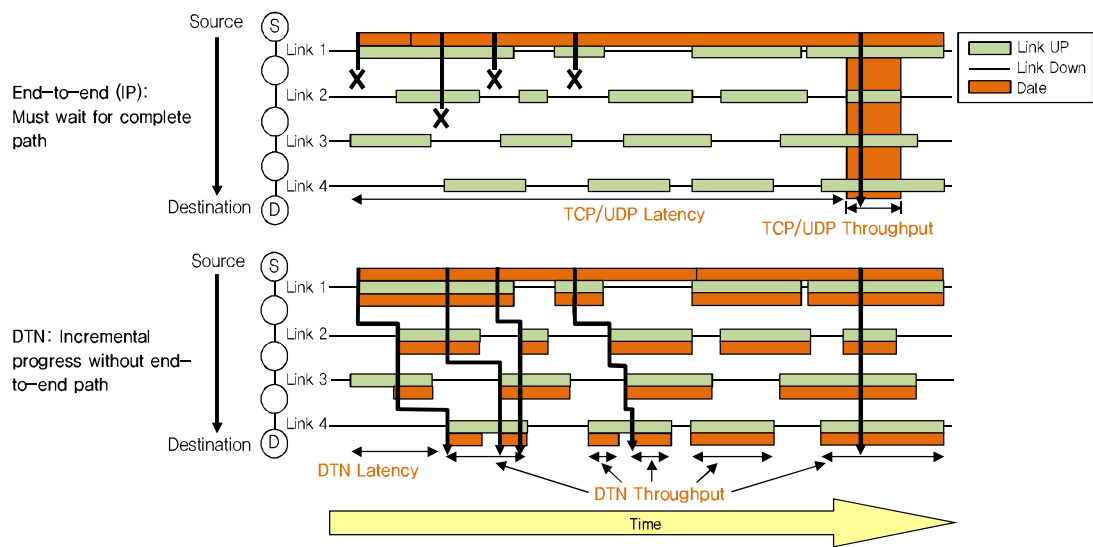 Source
S
Link 1
Link 2
Link 3
Link 4
End-to-end (IP):
Must wait for complete
path
Destination
D
TCP/UDP Latency
TCP/UDP Throughput
Link UP
Link Down
Date
Source
S
Link 1
Link 2
Link 3
Link 4
DTN: Incremental
progress without end-
to-end path
Destination
D
DTN Latency
DTN Throughput
Time